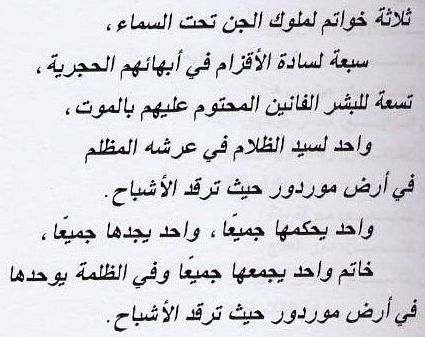 ثلاثة خواتم لملوك الجن تحت السماء،
سبعة لسادة الأقزام في أبهائهم الحجرية،
تسعة للبشر الفانين المحتوم عليهم بالموت،
واحد لسيد الظلام في عرشه المظلم
في أرض موردور حيث ترقد الأشباح.
واحد يحكمها جميعًا، واحد يجدها جميعًا،
خاتم واحد يجمعها جميعًا وفي الظلمة يوحدها
في أرض موردور حيث ترقد الأشباح.